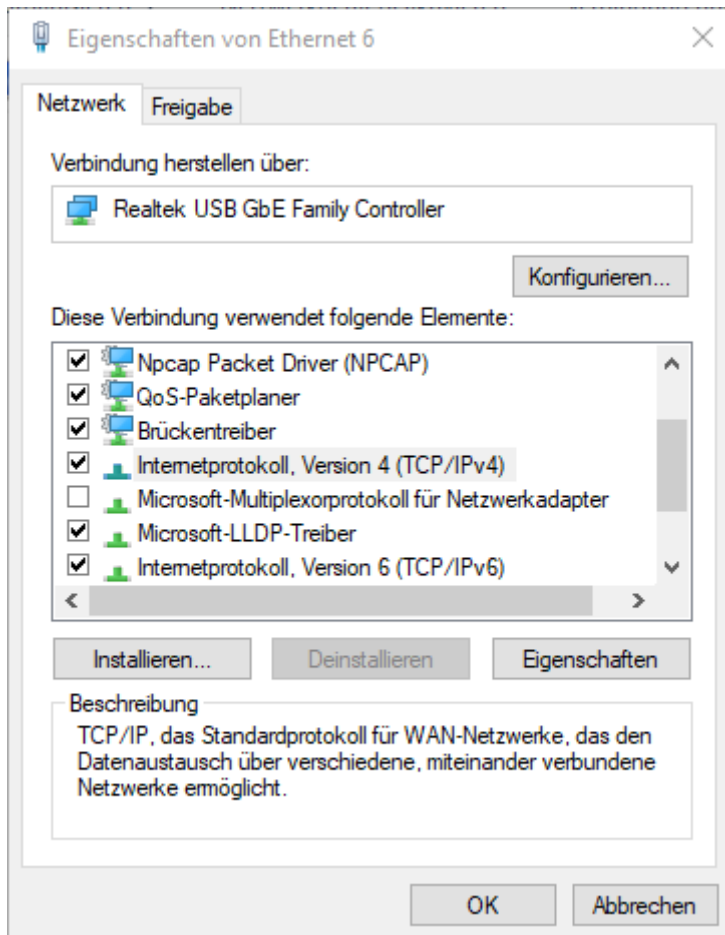 Eigenschaften von Ethernet 6
Netzwerk
Freigabe
Verbindung herstellen über:
Realtek USB GbE Family Controller
Konfigurieren...
Diese Verbindung verwendet folgende Elemente:
Npcap Packet Driver (NPCAP)
QoS-Paketplaner
Brückentreiber
Internetprotokoll, Version 4 (TCP/IPv4)
Microsoft-Multiplexorprotokoll für Netzwerkadapter
Microsoft-LLDP-Treiber
Internetprotokoll, Version 6 (TCP/IPv6)
Installieren...
Deinstallieren
Eigenschaften
Beschreibung
TCP/IP, das Standardprotokoll für WAN-Netzwerke, das den
Datenaustausch über verschiedene, miteinander verbundene
Netzwerke ermöglicht.
OK
Abbrechen